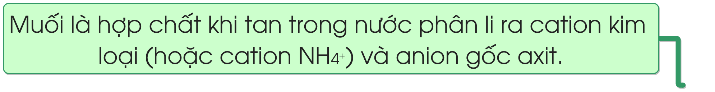 Muối là hợp chất khi tan trong nước phân li ra cation kim
loại (hoặc cation NH₄⁺) và anion gốc axit.